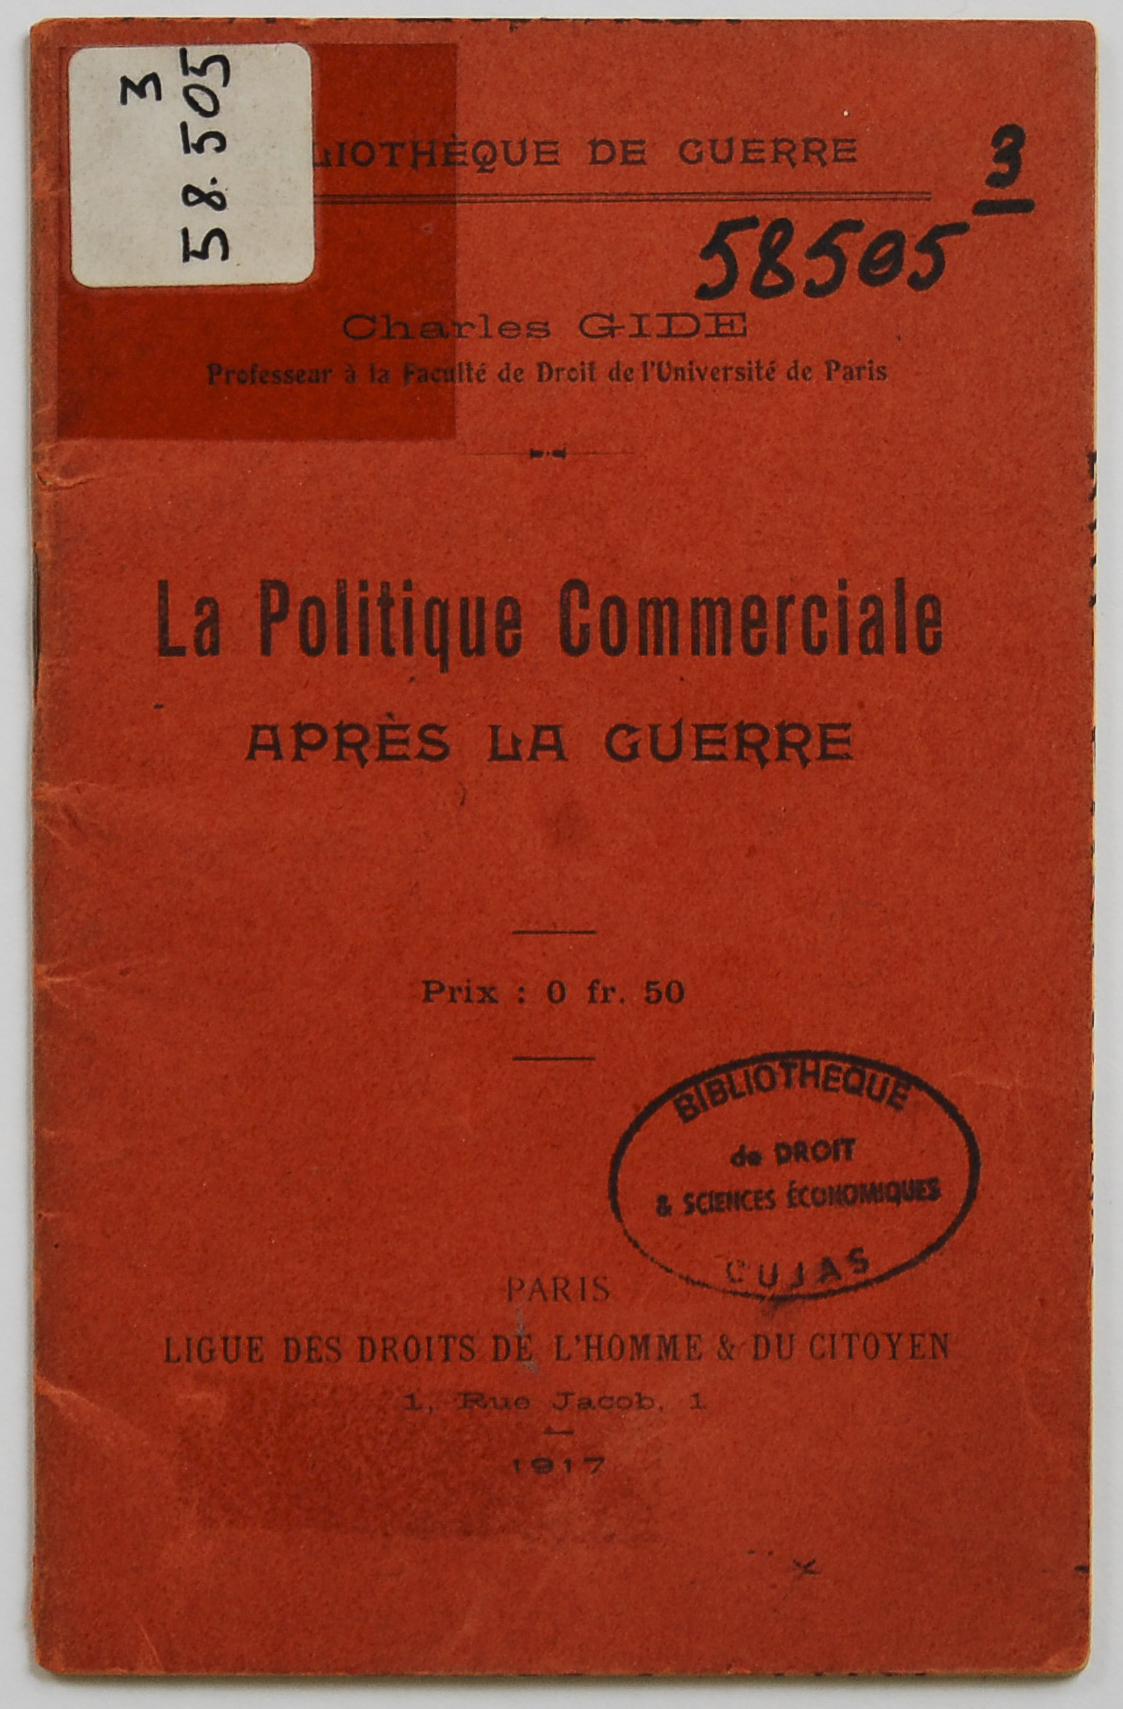 3
58.505
LIOTHÈQUE DE GUERRE
3
58505
Charles GIDE
Professeur à la Faculté de Droit de l'Université de Paris
La Politique Commerciale
APRÈS LA GUERRE
Prix : 0 fr. 50
BIBLIOTHEQUE
de DROIT
& SCIENCES ÉCONOMIQUES
CUJAS
PARIS
LIGUE DES DROITS DE L'HOMME & DU CITOYEN
1, Rue Jacob, 1
1917